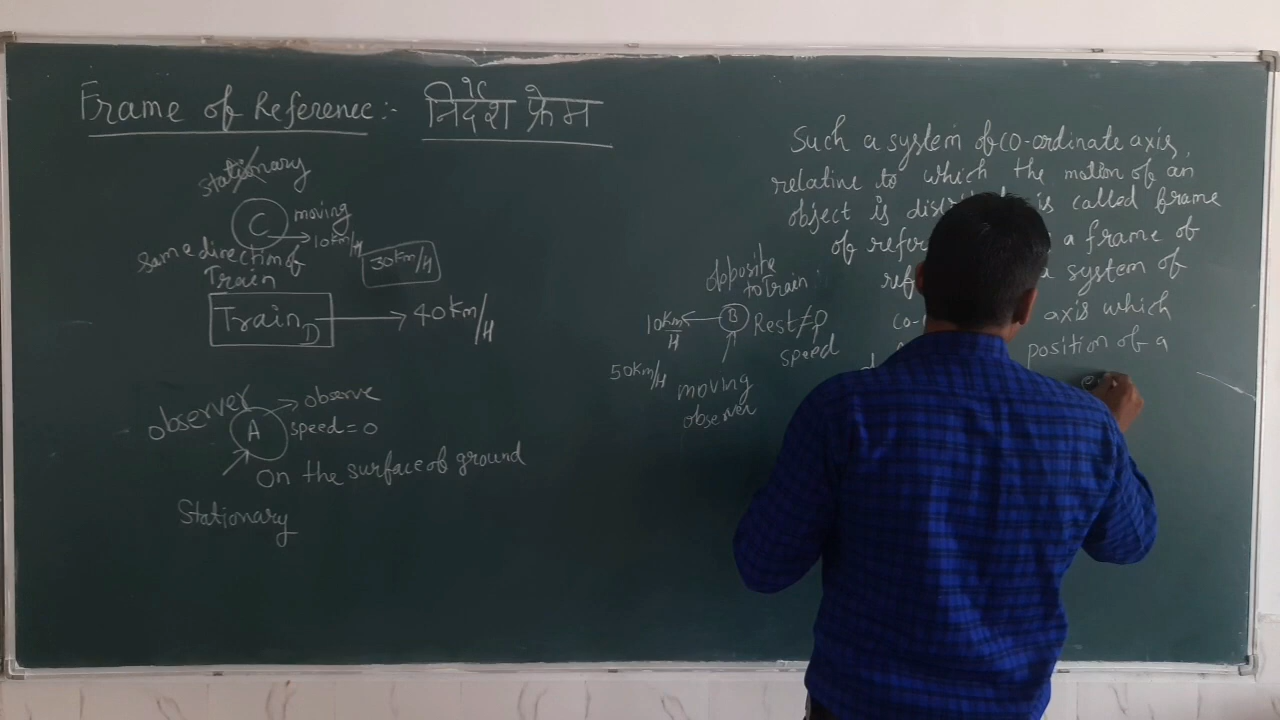 Frame of Reference:- निर्देश फ्रेम
stationary
C moving
10km/H
same direction of
Train
30km/H
Train D 40km/H
observer
A
observe
speed=0
On the surface of ground
Stationary
opposite
to Train
B
10km/H
Rest
speed
50km/H
moving
observer
Such a system of co-ordinate axis,
relative to which the motion of an
object is is called frame
of a frame of
a system of
axis which
position of a